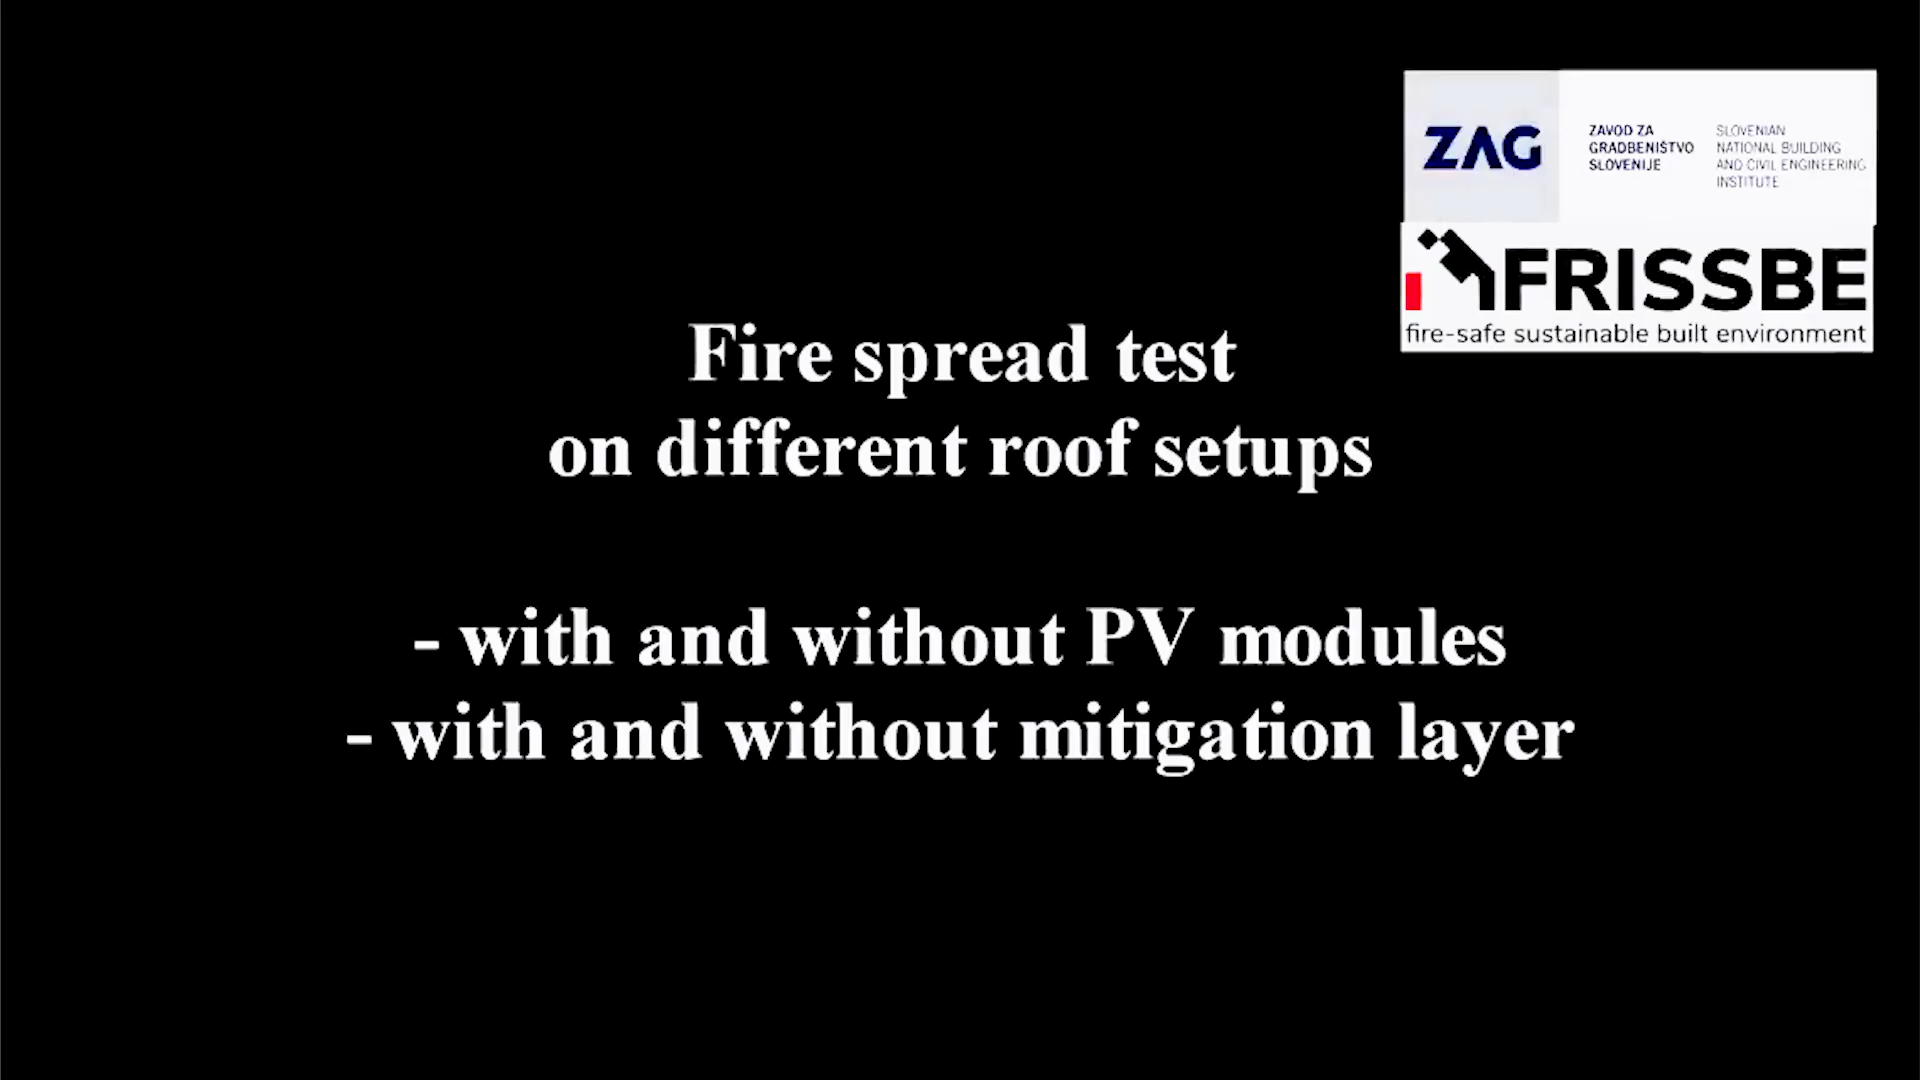 ZAG
ZAVOD ZA
GRADBENIŠTVO
SLOVENIJE
SLOVENIAN
NATIONAL BUILDING
AND CIVIL ENGINEERING
INSTITUTE
FRISSBE
fire-safe sustainable built environment
Fire spread test
on different roof setups
- with and without PV modules
- with and without mitigation layer